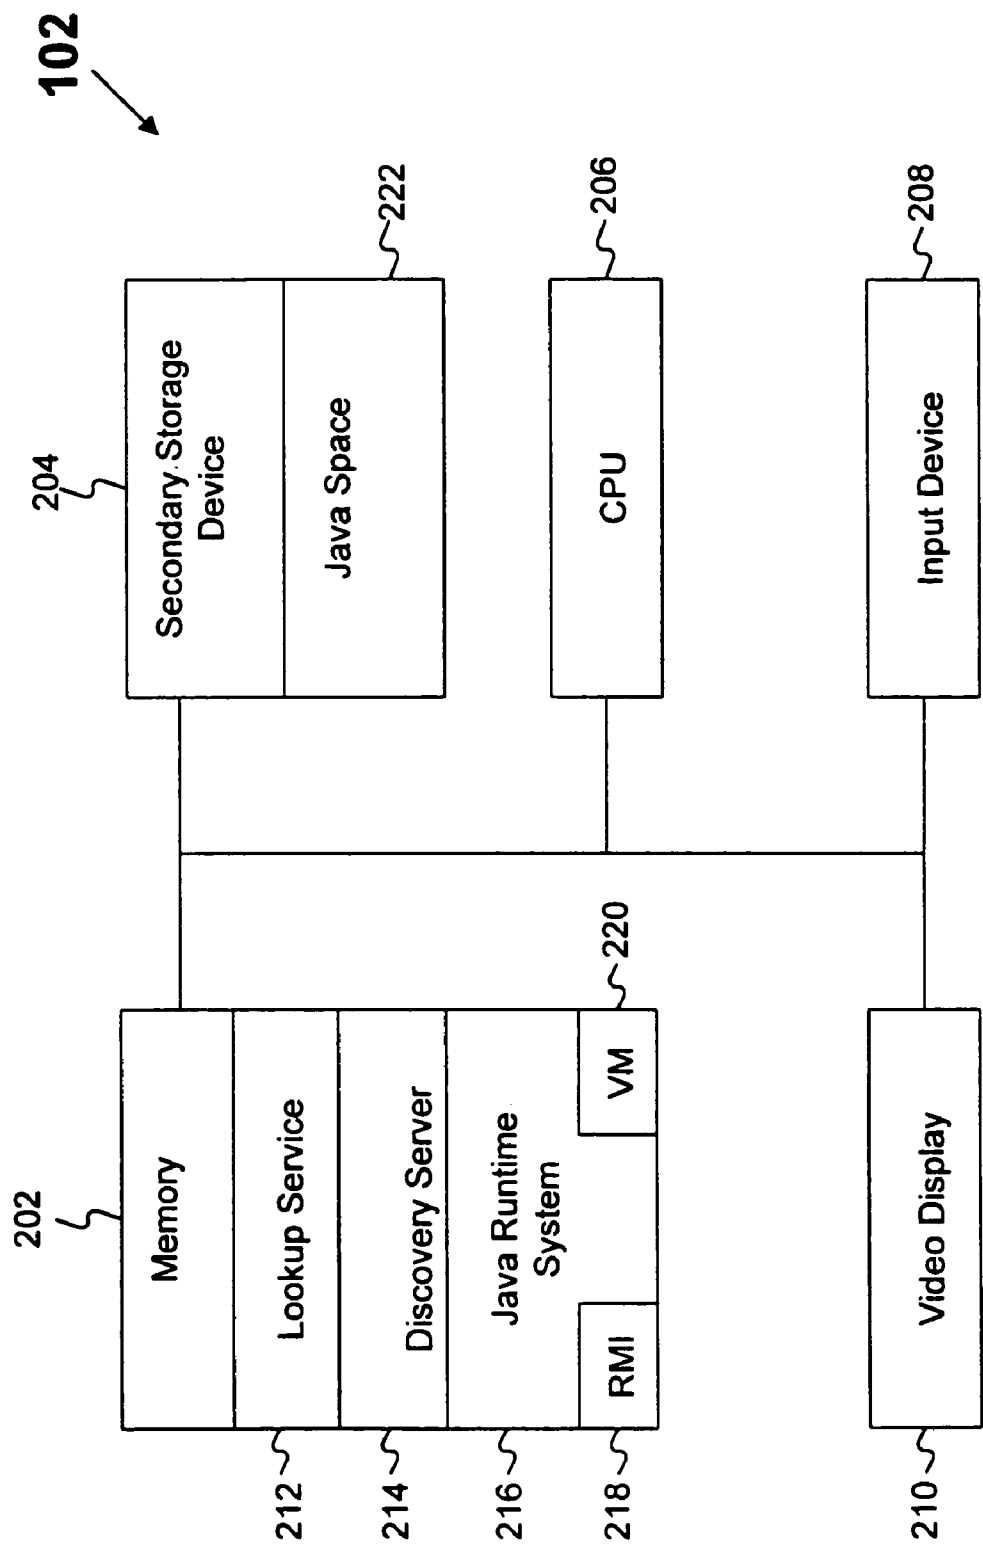 102
202
Memory
Lookup Service
Discovery Server
Java Runtime
System
RMI
VM
212
214
216
218
220
204
Secondary Storage
Device
Java Space
222
CPU
206
Video Display
210
Input Device
208